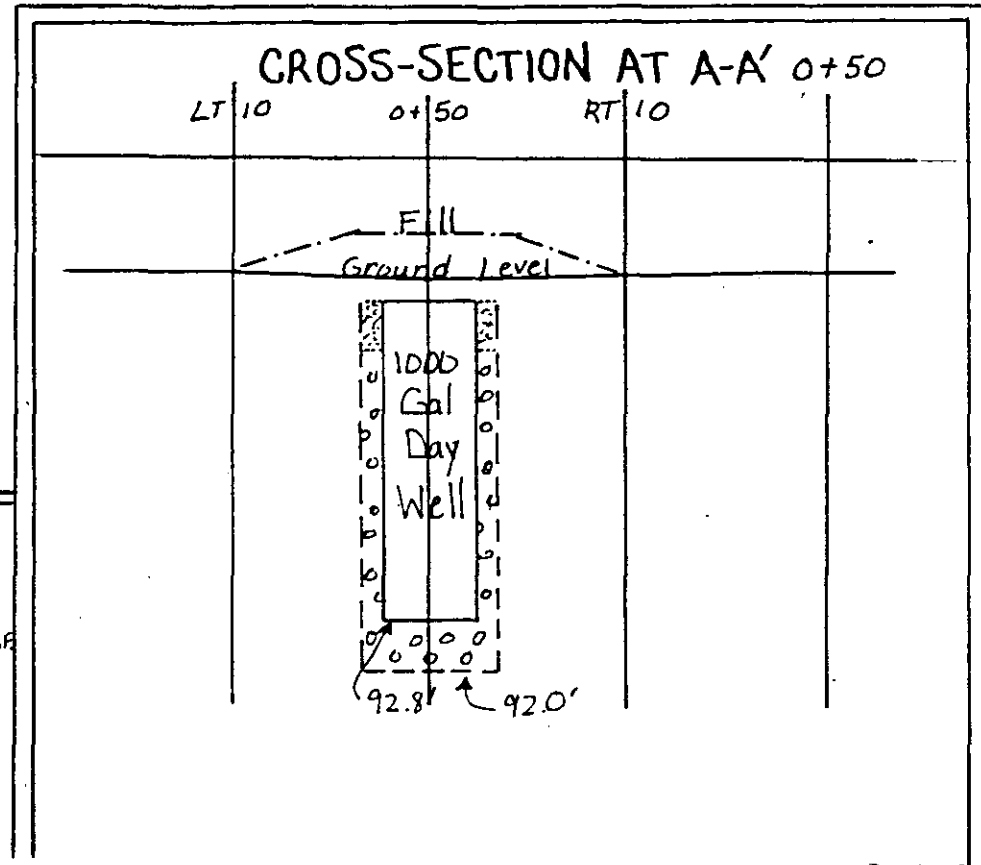 CROSS-SECTION AT A-A' 0+50
LT 10 0+50 RT 10
Fill
Ground Level
1000
Gal
Day
Well
92.8' 92.0'